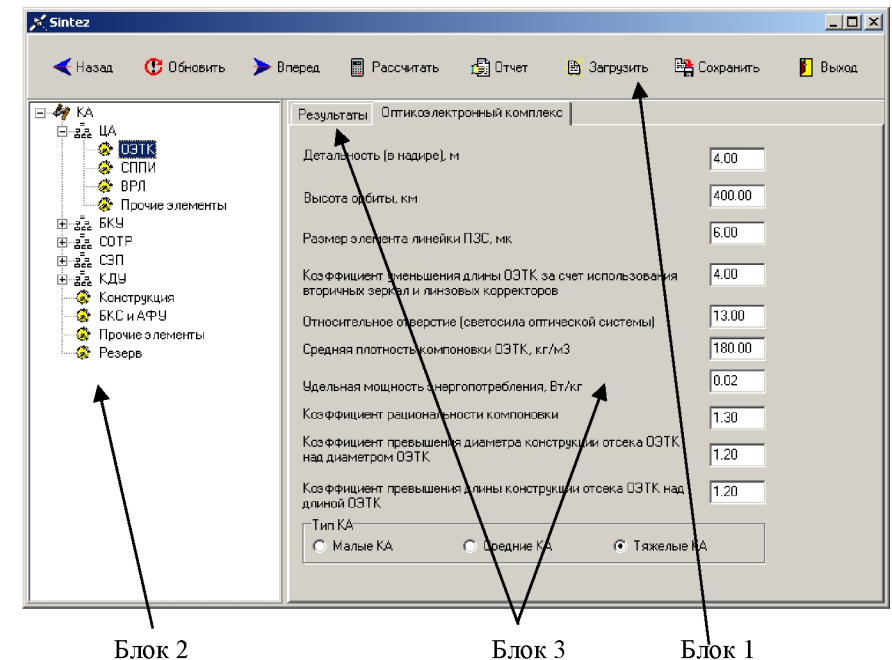 Sintez
Назад Обновить Вперед Рассчитать Отчет Загрузить Сохранить Выход
КА
ЦА
ОЭТК
СППИ
ВРЛ
Прочие элементы
БКУ
СОТР
СЭП
КДУ
Конструкция
БКС и АФУ
Прочие элементы
Резерв
Результаты Оптикоэлектронный комплекс
Детальность (в надире), м 4.00
Высота орбиты, км 400.00
Размер элемента линейки ПЗС, мк 6.00
Коэффициент уменьшения длины ОЭТК за счет использования
вторичных зеркал и линзовых корректоров 4.00
Относительное отверстие (светосила оптической системы) 13.00
Средняя плотность компоновки ОЭТК, кг/м3 180.00
Удельная мощность энергопотребления, Вт/кг 0.02
Коэффициент рациональности компоновки 1.30
Коэффициент превышения диаметра конструкции отсека ОЭТК
над диаметром ОЭТК 1.20
Коэффициент превышения длины конструкции отсека ОЭТК над
длиной ОЭТК 1.20
Тип КА
Малые КА Средние КА Тяжелые КА
Блок 2 Блок 3 Блок 1